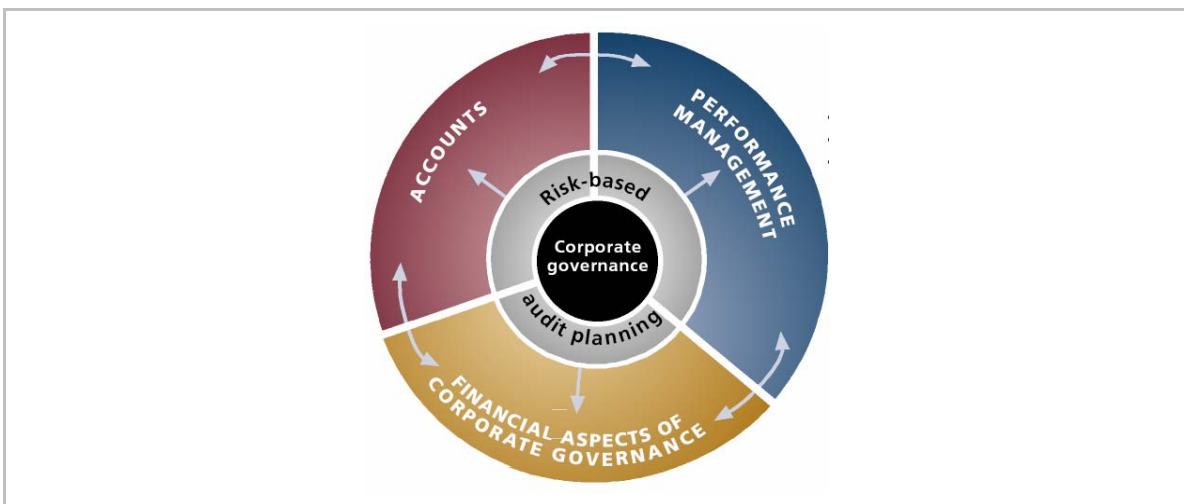 ACCOUNTS
PERFORMANCE
MANAGEMENT
Risk-based
Corporate
governance
audit planning
FINANCIAL ASPECTS OF
CORPORATE GOVERNANCE